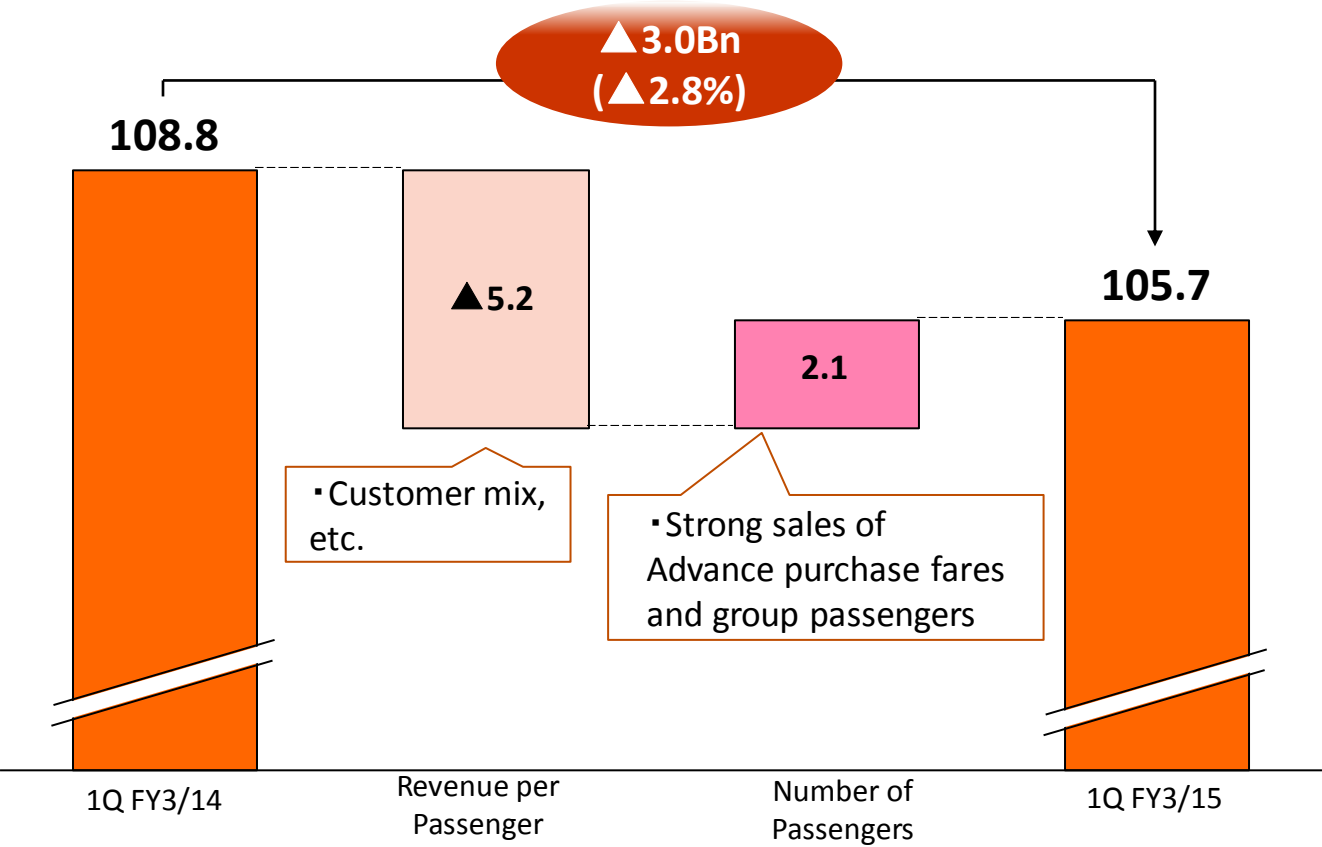 ▲3.0Bn
(▲2.8%)
108.8
▲5.2
2.1
105.7
・Customer mix,
etc.
・Strong sales of
Advance purchase fares
and group passengers
1Q FY3/14
Revenue per
Passenger
Number of
Passengers
1Q FY3/15